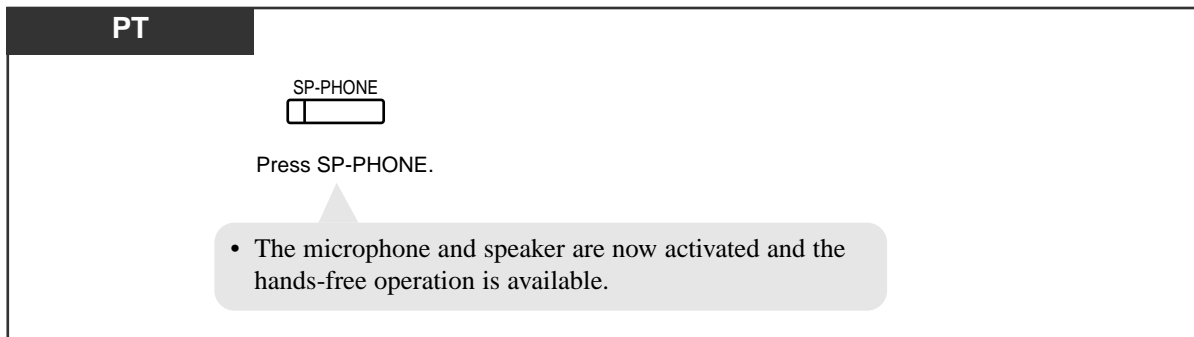 PT
SP-PHONE
Press SP-PHONE.
• The microphone and speaker are now activated and the
hands-free operation is available.